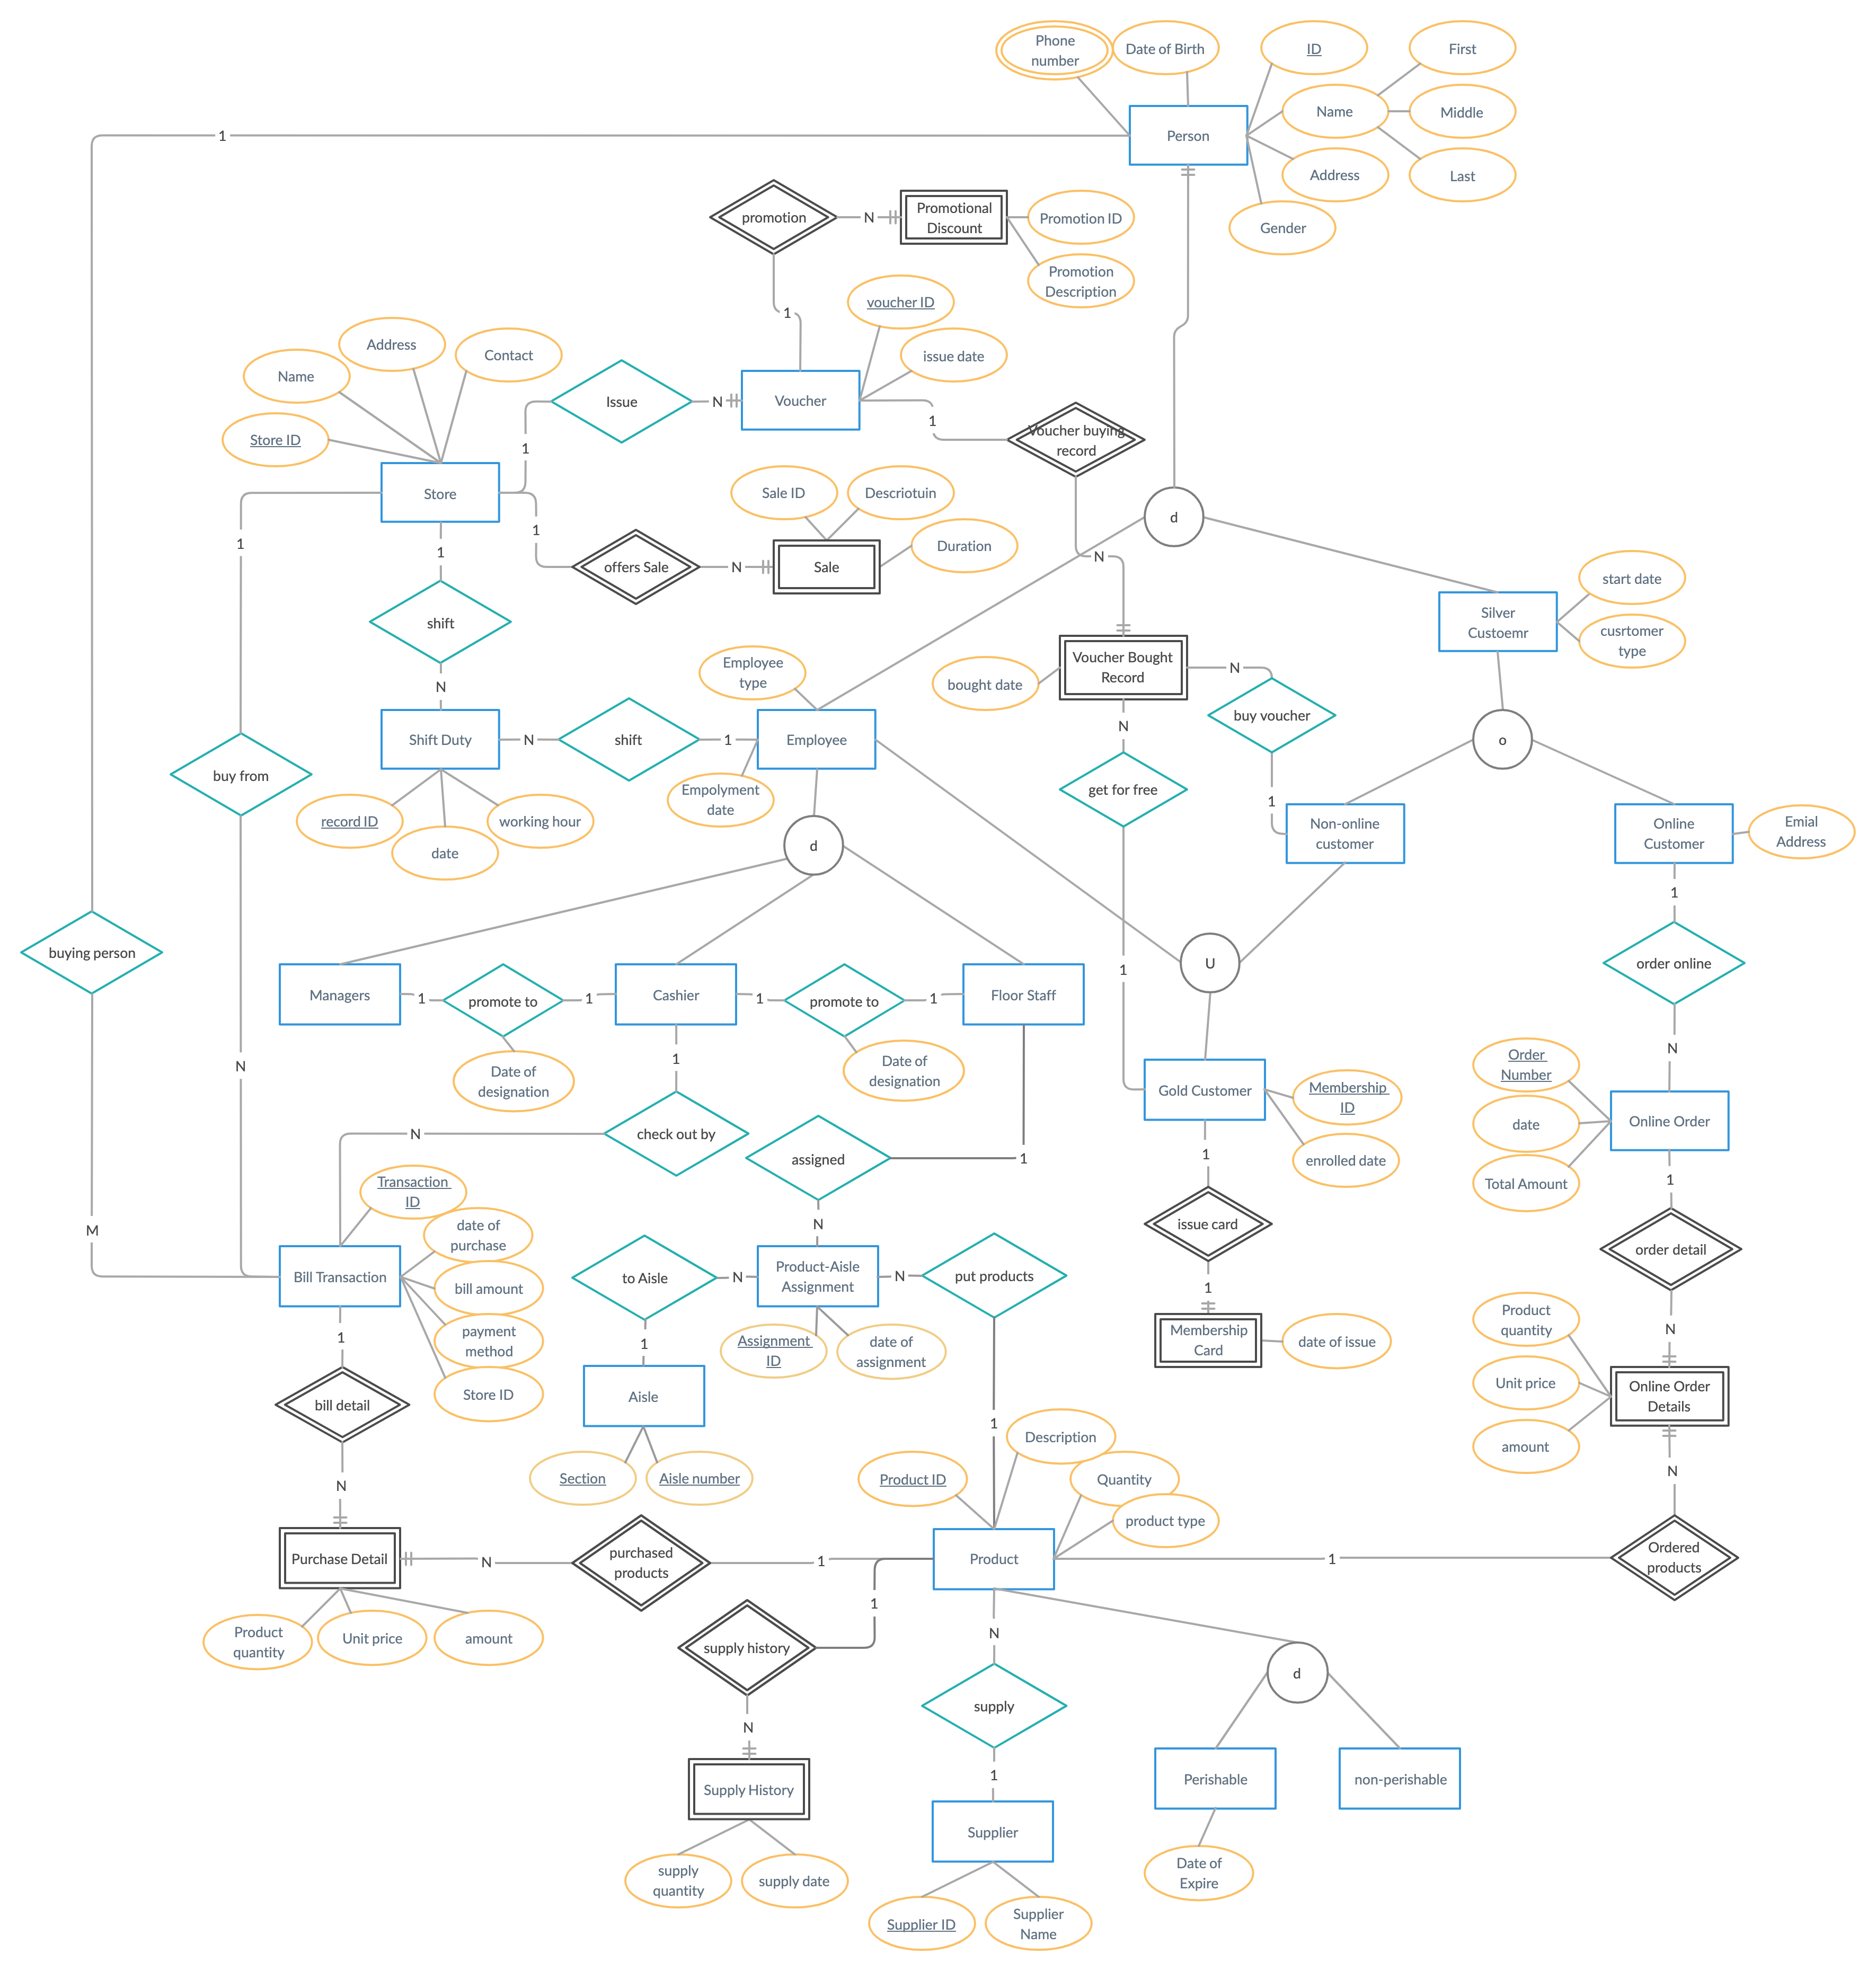 Phone
number
Date of Birth
ID
First
Name
Middle
Person
1
Address
Last
Gender
promotion
N
Promotional
Discount
Promotion ID
Promotion
Description
1
voucher ID
issue date
Address
Contact
Name
Store ID
Issue
N
Voucher
1
1
Voucher buying
record
Store
Sale ID
Descriotuin
Duration
1
1
1
offers Sale
N
Sale
d
N
start date
cusrtomer
type
Silver
Custoemr
shift
N
Employee
type
bought date
Voucher Bought
Record
N
buy voucher
N
1
Shift Duty
N
shift
1
Employee
o
buy from
get for free
Empolyment
date
record ID
date
working hour
d
Non-online
customer
Online
Customer
Emial
Address
1
buying person
U
order online
1
Managers
1
promote to
1
Cashier
1
promote to
1
Floor Staff
Date of
designation
Date of
designation
1
N
N
Order
Number
date
Total Amount
Online Order
Gold Customer
Membership
ID
enrolled date
N
check out by
assigned
1
1
1
Transaction
ID
date of
purchase
bill amount
payment
method
Store ID
M
N
issue card
order detail
Bill Transaction
to Aisle
N
Product-Aisle
Assignment
N
put products
1
1
1
Assignment
ID
date of
assignment
Membership
Card
date of issue
Product
quantity
Unit price
amount
N
Online Order
Details
bill detail
Aisle
1
N
Section
Aisle number
Description
Product ID
Quantity
product type
N
Purchase Detail
N
purchased
products
1
Product
1
Ordered
products
1
Product
quantity
Unit price
amount
supply history
N
d
N
supply
1
Supply History
Perishable
non-perishable
Supplier
supply
quantity
supply date
Date of
Expire
Supplier ID
Supplier
Name